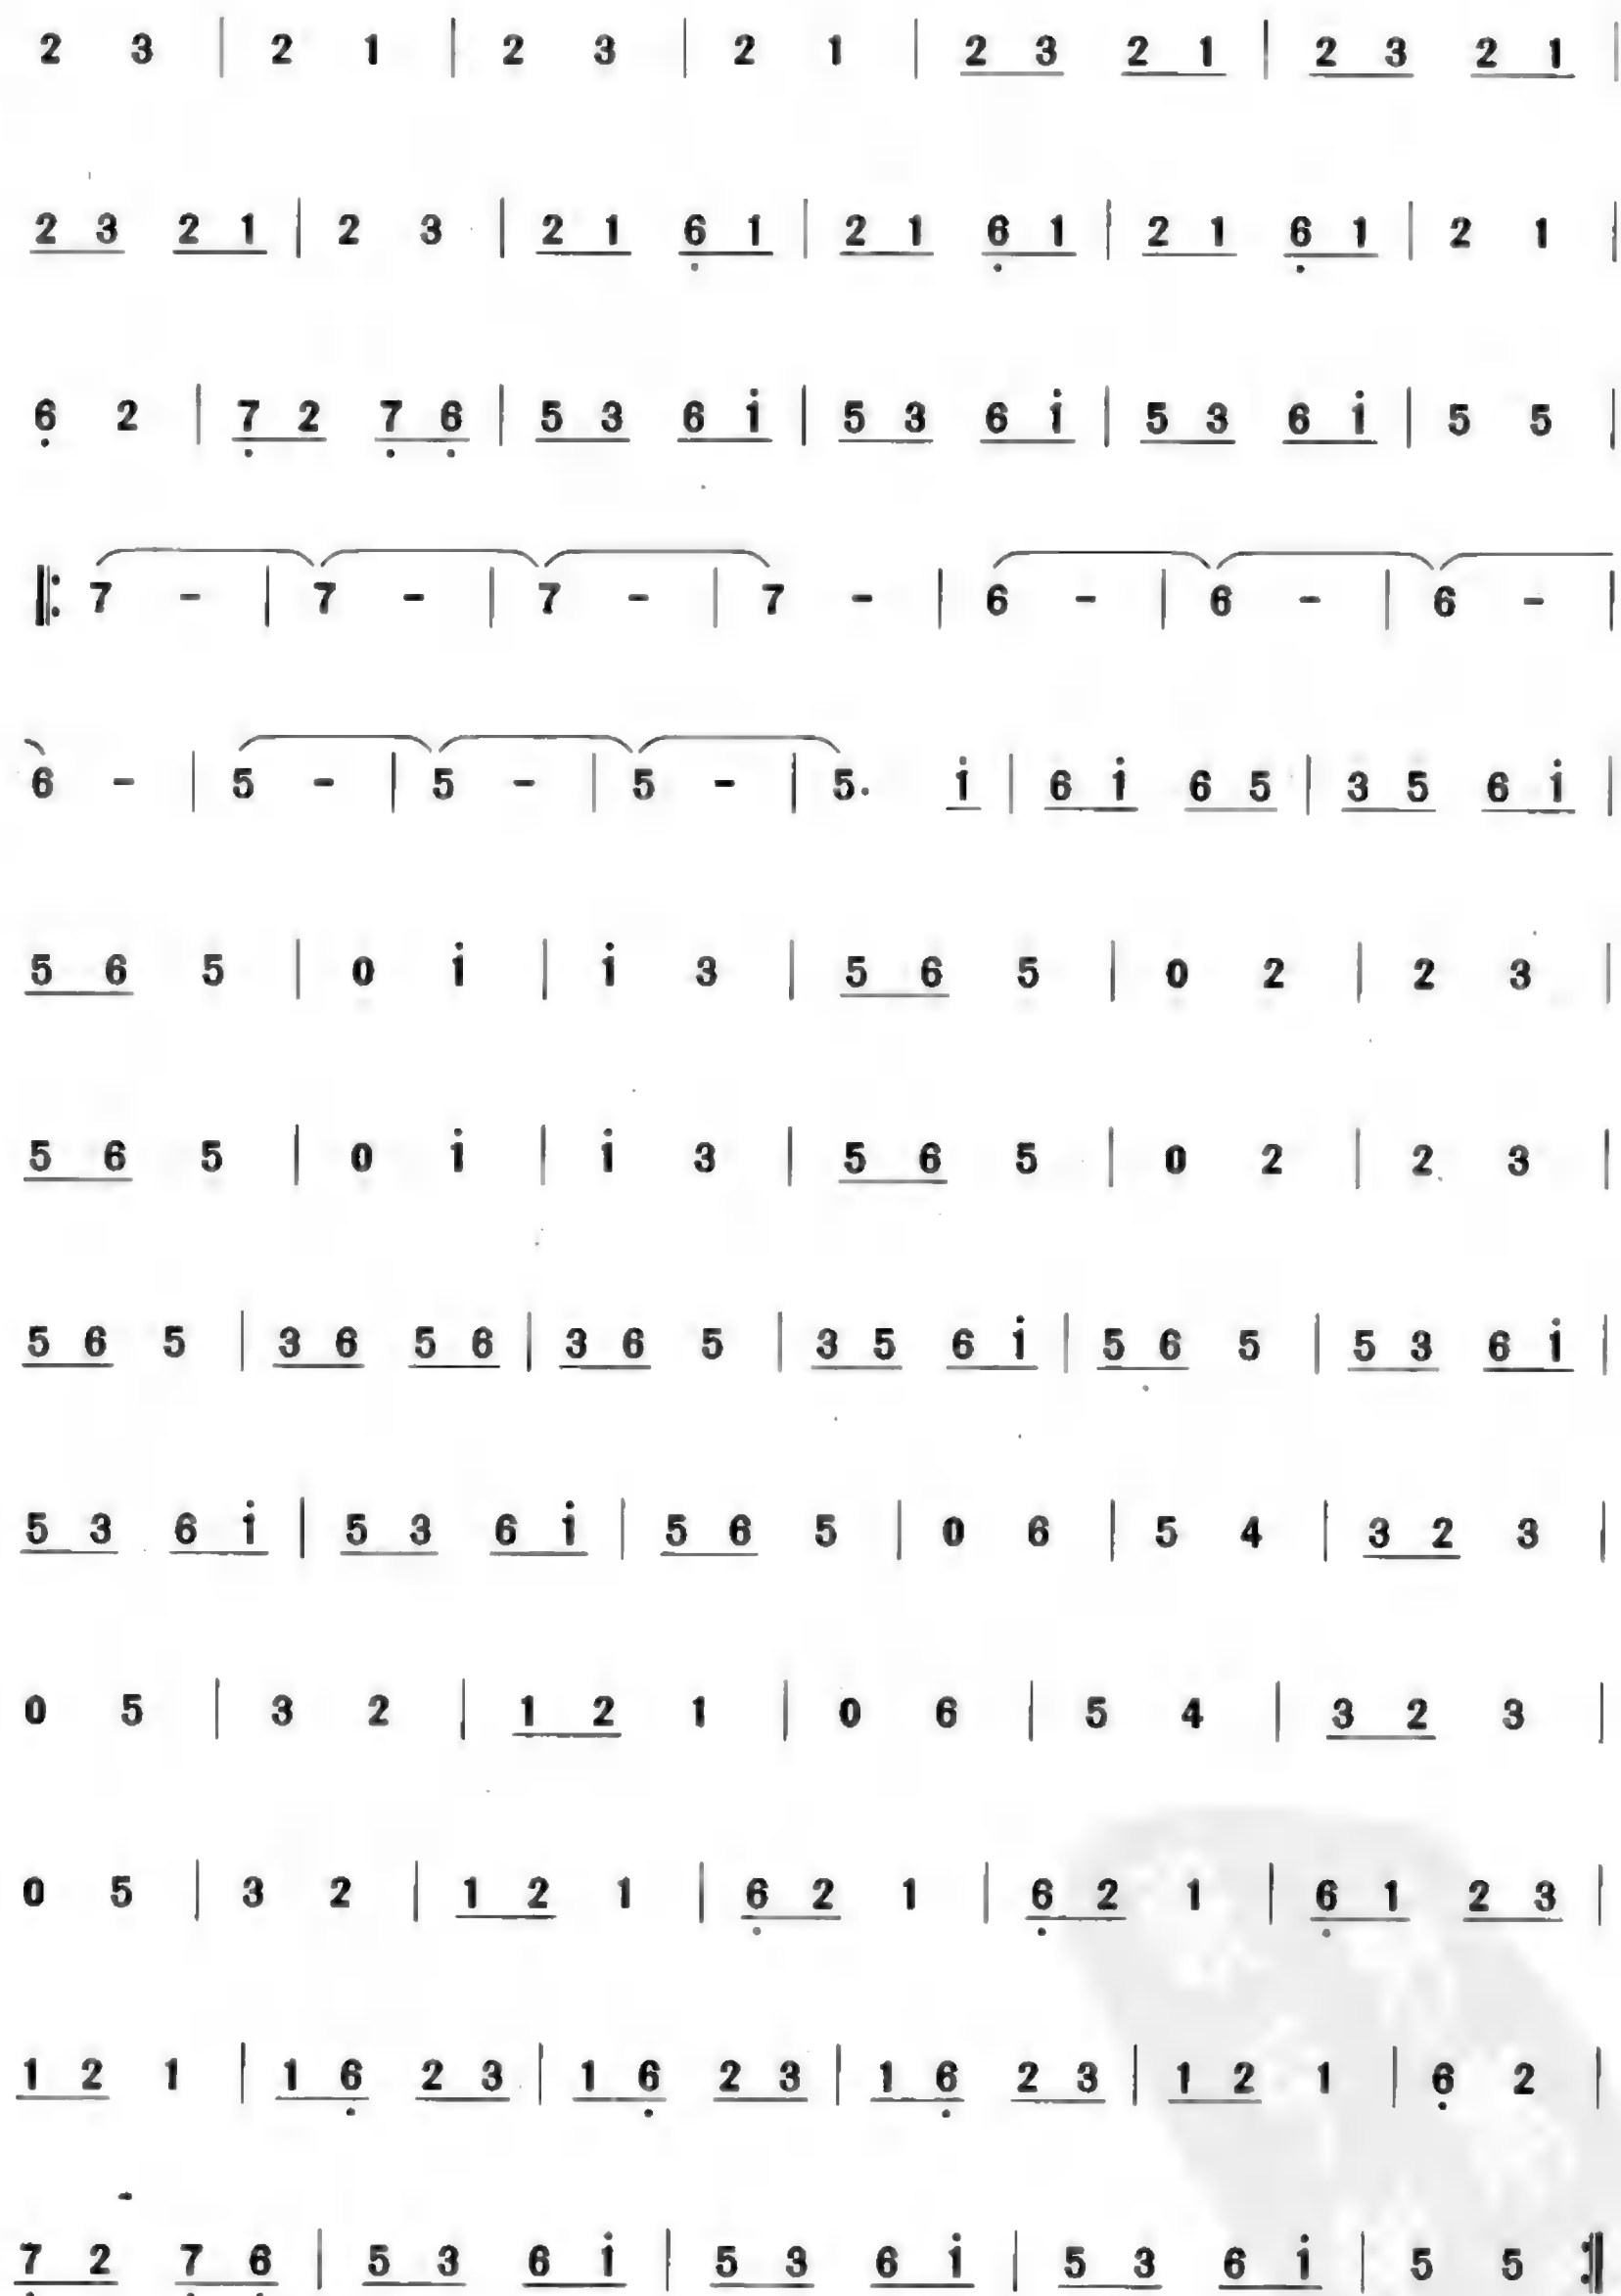 2 3 | 2 1 | 2 3 | 2 1 | 2 3 2 1 | 2 3 2 1 |
2 3 2 1 | 2 3 | 2 1 6̣ 1 | 2 1 6̣ 1 | 2 1 6̣ 1 | 2 1 |
6̣ 2 | 7̣ 2 7̣ 6̣ | 5 3 6 i | 5 3 6 i | 5 3 6 i | 5 5 |
‖: 7 - | 7 - | 7 - | 7 - | 6 - | 6 - | 6 - |
6 - | 5 - | 5 - | 5 - | 5. i | 6 i 6 5 | 3 5 6 i |
5 6 5 | 0 i | i 3 | 5 6 5 | 0 2 | 2 3 |
5 6 5 | 0 i | i 3 | 5 6 5 | 0 2 | 2 3 |
5 6 5 | 3 6 5 6 | 3 6 5 | 3 5 6 i | 5 6 5 | 5 3 6 i |
5 3 6 i | 5 3 6 i | 5 6 5 | 0 6 | 5 4 | 3 2 3 |
0 5 | 3 2 | 1 2 1 | 0 6 | 5 4 | 3 2 3 |
0 5 | 3 2 | 1 2 1 | 6̣ 2 1 | 6̣ 2 1 | 6̣ 1 2 3 |
1 2 1 | 1 6̣ 2 3 | 1 6̣ 2 3 | 1 6̣ 2 3 | 1 2 1 | 6̣ 2 |
7̣ 2 7̣ 6̣ | 5 3 6 i | 5 3 6 i | 5 3 6 i | 5 5 :‖